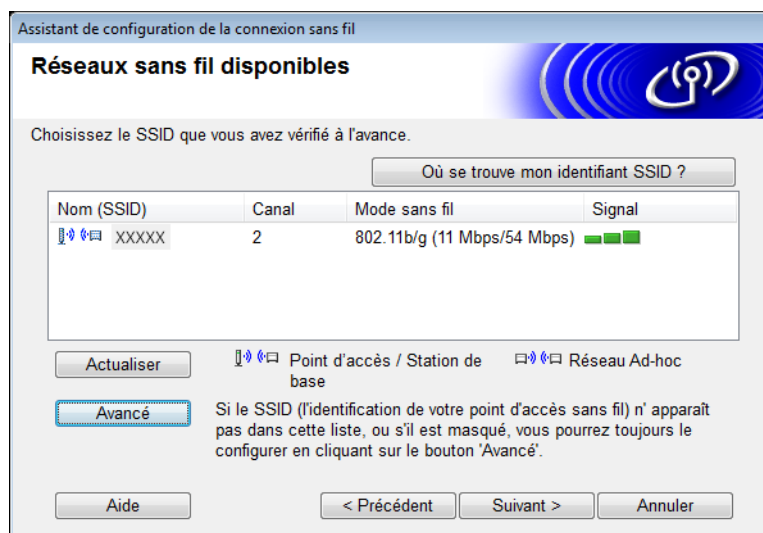 Assistant de configuration de la connexion sans fil
Réseaux sans fil disponibles
Choisissez le SSID que vous avez vérifié à l'avance.
Où se trouve mon identifiant SSID ?
Nom (SSID) Canal Mode sans fil Signal
XXXXX 2 802.11b/g (11 Mbps/54 Mbps)
Actualiser
Point d'accès / Station de
base
Réseau Ad-hoc
Avancé
Si le SSID (l'identification de votre point d'accès sans fil) n' apparaît
pas dans cette liste, ou s'il est masqué, vous pourrez toujours le
configurer en cliquant sur le bouton 'Avancé'.
Aide
< Précédent
Suivant >
Annuler